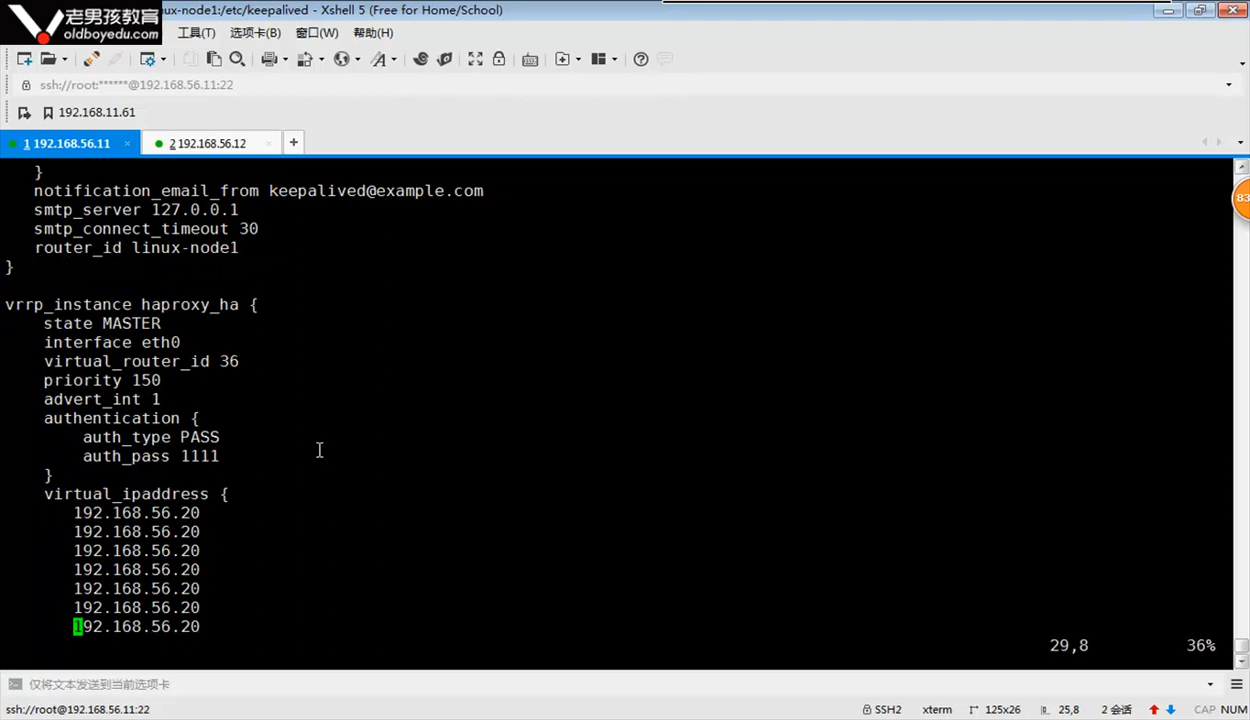 老男孩教育
oldboyedu.com
ux-node1:/etc/keepalived - Xshell 5 (Free for Home/School)
工具(T) 选项卡(B) 窗口(W) 帮助(H)
ssh://root:******@192.168.56.11:22
192.168.11.61
1 192.168.56.11 × 2 192.168.56.12 × +
}
notification_email_from keepalived@example.com
smtp_server 127.0.0.1
smtp_connect_timeout 30
router_id linux-node1
}
vrrp_instance haproxy_ha {
state MASTER
interface eth0
virtual_router_id 36
priority 150
advert_int 1
authentication {
auth_type PASS
auth_pass 1111
}
virtual_ipaddress {
192.168.56.20
192.168.56.20
192.168.56.20
192.168.56.20
192.168.56.20
192.168.56.20
192.168.56.20
29,8 36%
83
仅将文本发送到当前选项卡
ssh://root@192.168.56.11:22 SSH2 xterm 125x26 25,8 2 会话 CAP NUM